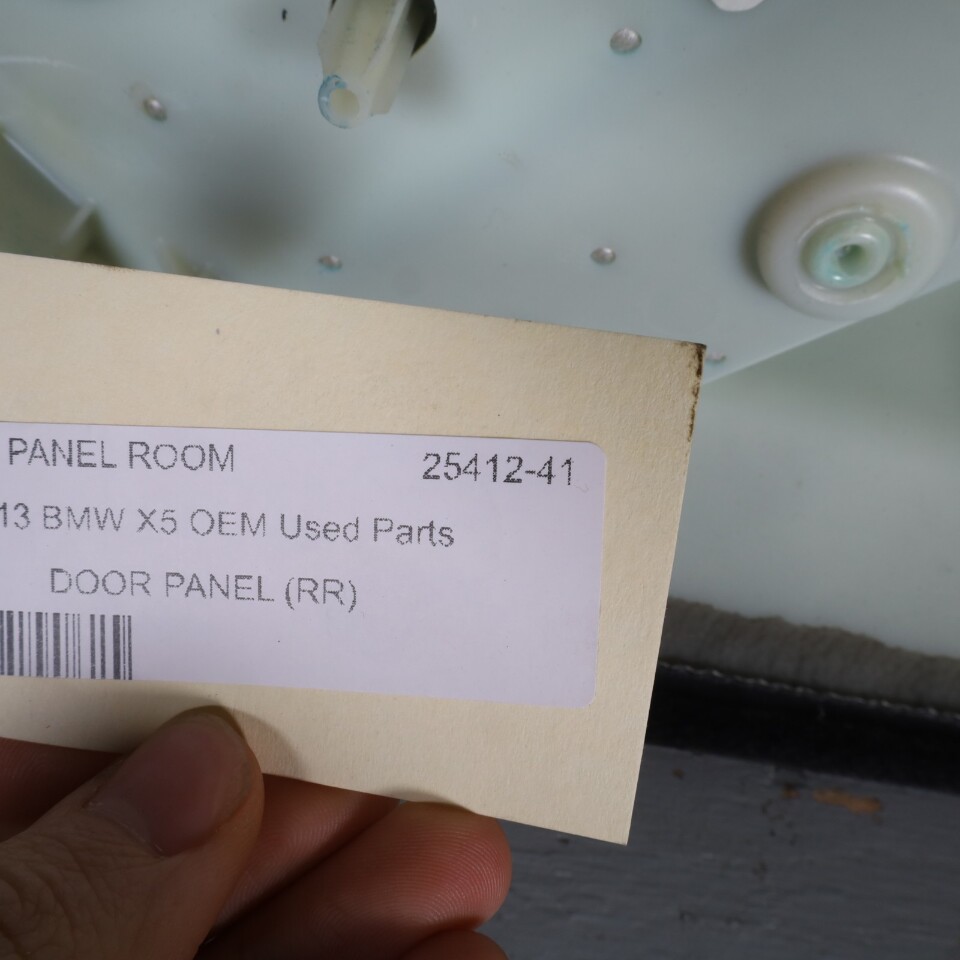 PANEL ROOM 25412-41
13 BMW X5 OEM Used Parts
DOOR PANEL (RR)